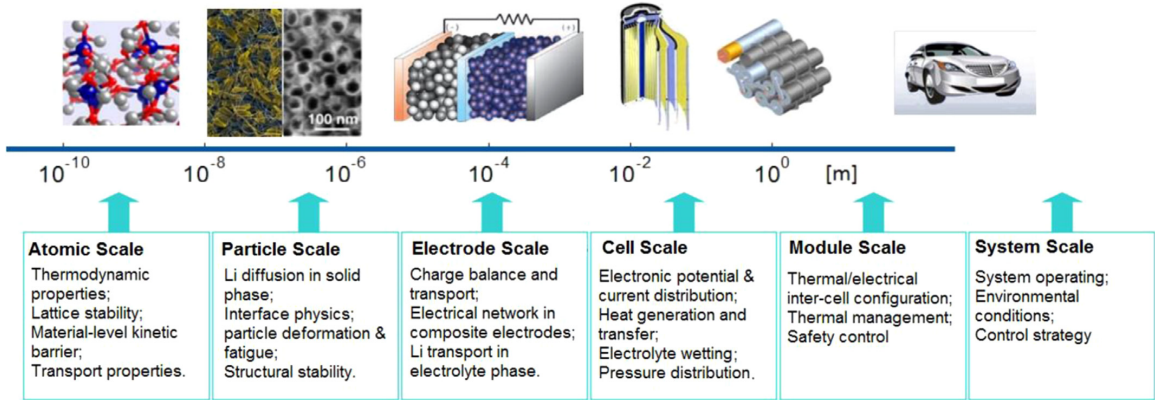 (-)
(+)
100 nm
10⁻¹⁰
10⁻⁸
10⁻⁶
10⁻⁴
10⁻²
10⁰
[m]
Atomic Scale
Thermodynamic
properties;
Lattice stability;
Material-level kinetic
barrier;
Transport properties.
Particle Scale
Li diffusion in solid
phase;
Interface physics;
particle deformation &
fatigue;
Structural stability.
Electrode Scale
Charge balance and
transport;
Electrical network in
composite electrodes;
Li transport in
electrolyte phase.
Cell Scale
Electronic potential &
current distribution;
Heat generation and
transfer;
Electrolyte wetting;
Pressure distribution.
Module Scale
Thermal/electrical
inter-cell configuration;
Thermal management;
Safety control
System Scale
System operating;
Environmental
conditions;
Control strategy